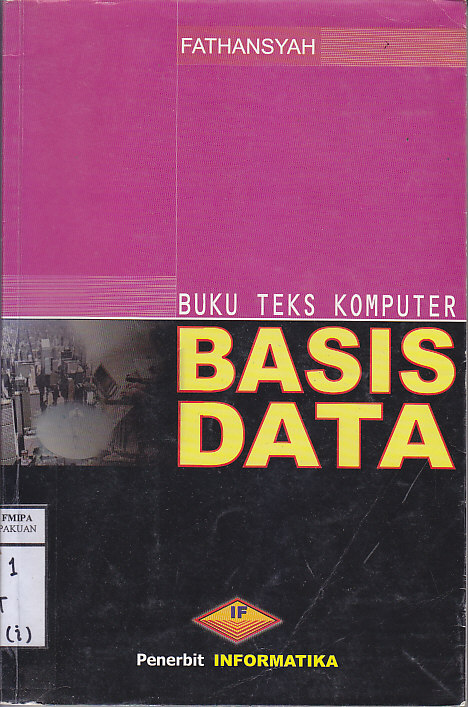 FATHANSYAH
BUKU TEKS KOMPUTER
BASIS
DATA
FMIPA
PAKUAN
1
(i)
IF
Penerbit INFORMATIKA